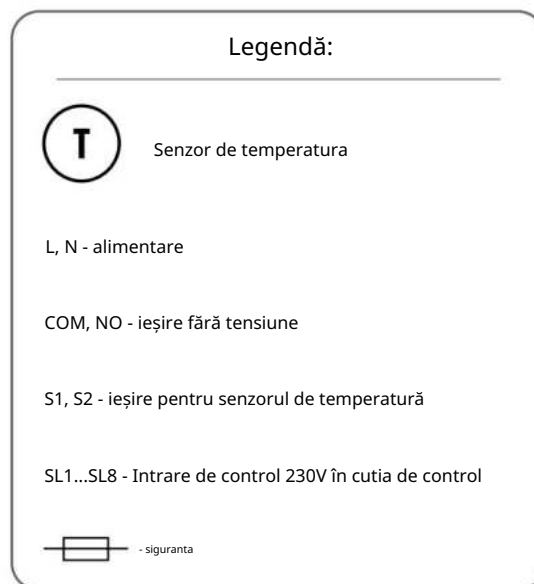 Legendă:
T
Senzor de temperatura
L, N - alimentare
COM, NO - ieșire fără tensiune
S1, S2 - ieșire pentru senzorul de temperatură
SL1...SL8 - Intrare de control 230V în cutia de control
- siguranta